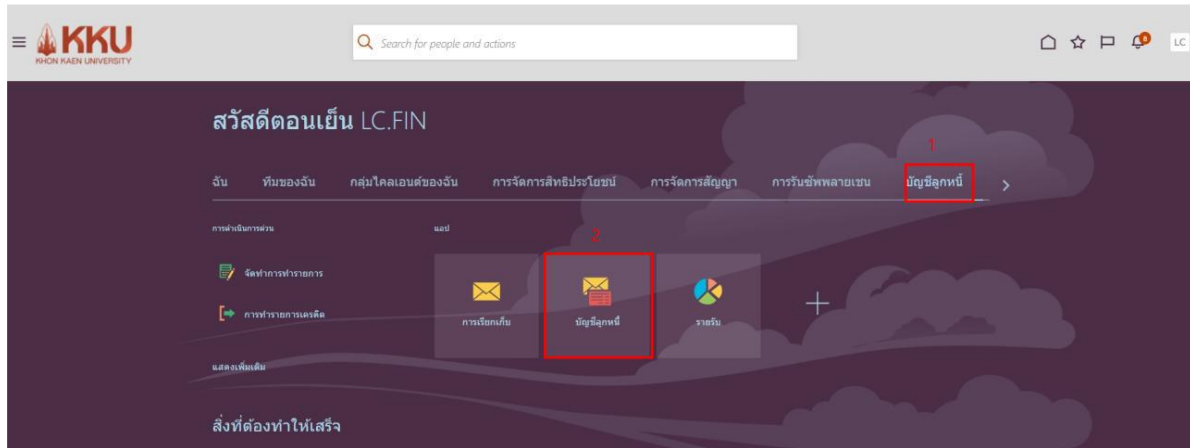 KKU
KHON KAEN UNIVERSITY
Search for people and actions
8
LC
สวัสดีตอนเย็น LC.FIN
1
ฉัน ทีมของฉัน กลุ่มไคลเอนต์ของฉัน การจัดการสิทธิประโยชน์ การจัดการสัญญา การรันซัพพลายเชน บัญชีลูกหนี้
การดำเนินการด่วน
แอป
2
จัดทำการทำรายการ
การทำรายการเครดิต
การเรียกเก็บ
บัญชีลูกหนี้
รายรับ
แสดงเพิ่มเติม
สิ่งที่ต้องทำให้เสร็จ